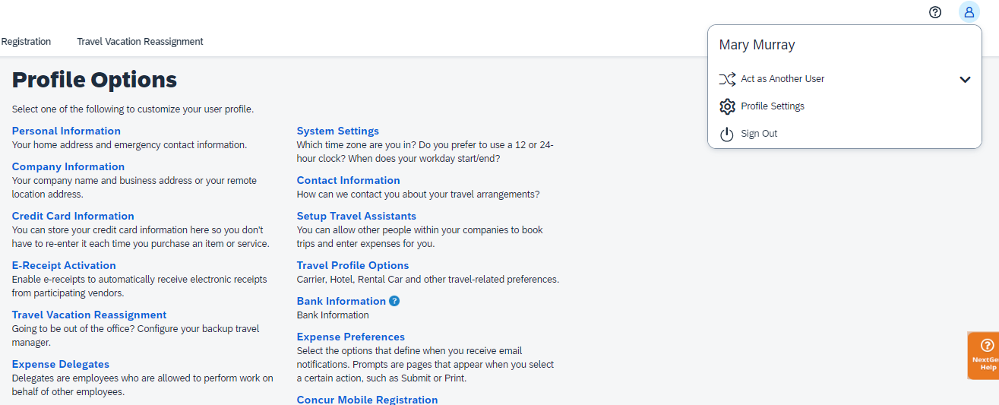 Registration
Travel Vacation Reassignment
Mary Murray
Act as Another User
Profile Settings
Sign Out
Profile Options
Select one of the following to customize your user profile.
Personal Information
Your home address and emergency contact information.
Company Information
Your company name and business address or your remote
location address.
Credit Card Information
You can store your credit card information here so you don't
have to re-enter it each time you purchase an item or service.
E-Receipt Activation
Enable e-receipts to automatically receive electronic receipts
from participating vendors.
Travel Vacation Reassignment
Going to be out of the office? Configure your backup travel
manager.
Expense Delegates
Delegates are employees who are allowed to perform work on
behalf of other employees.
System Settings
Which time zone are you in? Do you prefer to use a 12 or 24-
hour clock? When does your workday start/end?
Contact Information
How can we contact you about your travel arrangements?
Setup Travel Assistants
You can allow other people within your companies to book
trips and enter expenses for you.
Travel Profile Options
Carrier, Hotel, Rental Car and other travel-related preferences.
Bank Information ?
Bank Information
Expense Preferences
Select the options that define when you receive email
notifications. Prompts are pages that appear when you select
a certain action, such as Submit or Print.
Concur Mobile Registration
NextGe
Help